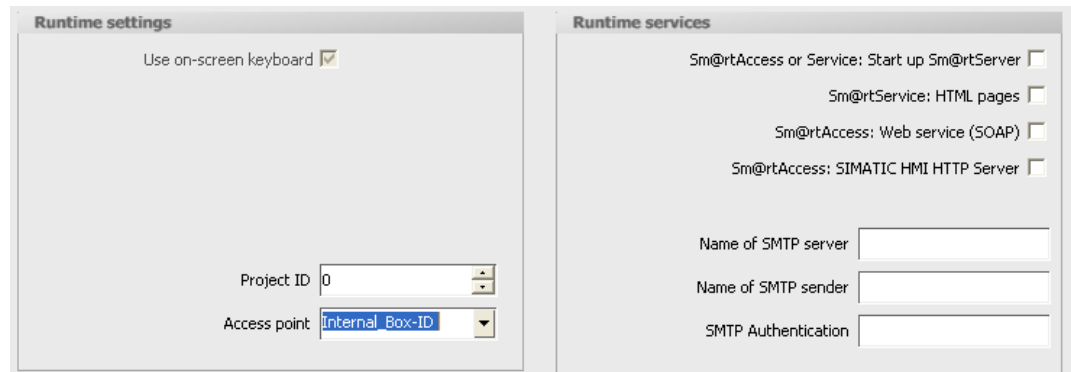 Runtime settings
Use on-screen keyboard
Project ID 0
Access point Internal_Box-ID
Runtime services
Sm@rtAccess or Service: Start up Sm@rtServer
Sm@rtService: HTML pages
Sm@rtAccess: Web service (SOAP)
Sm@rtAccess: SIMATIC HMI HTTP Server
Name of SMTP server
Name of SMTP sender
SMTP Authentication